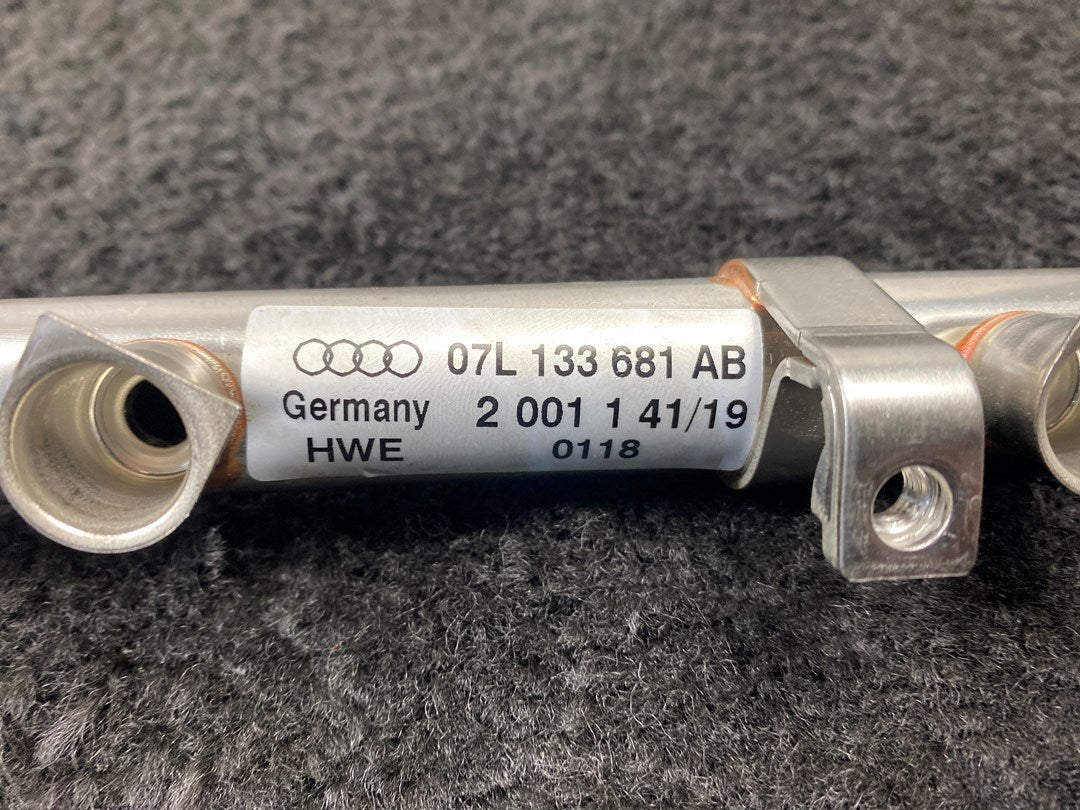 07L 133 681 AB
Germany 2 001 1 41/19
HWE 0118